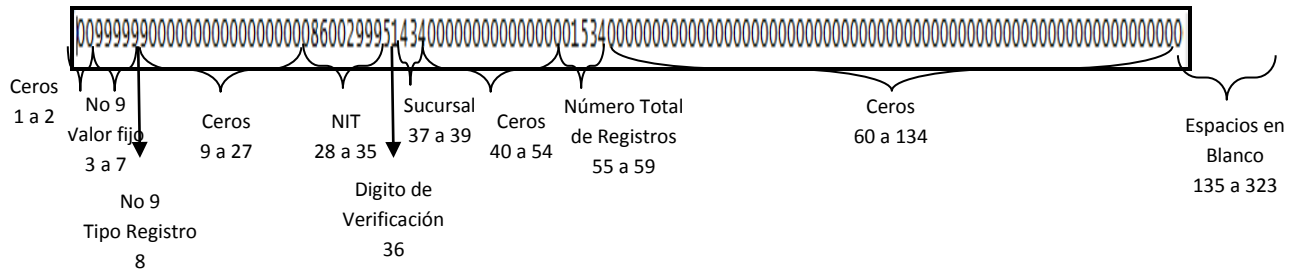 009999990000000000000000000860029995143400000000000000001534000000000000000000000000000000000000000000000000000000000000000000000000000
Ceros
1 a 2
No 9
Valor fijo
3 a 7
No 9
Tipo Registro
8
Ceros
9 a 27
NIT
28 a 35
Digito de
Verificación
36
Sucursal
37 a 39
Ceros
40 a 54
Número Total
de Registros
55 a 59
Ceros
60 a 134
Espacios en
Blanco
135 a 323